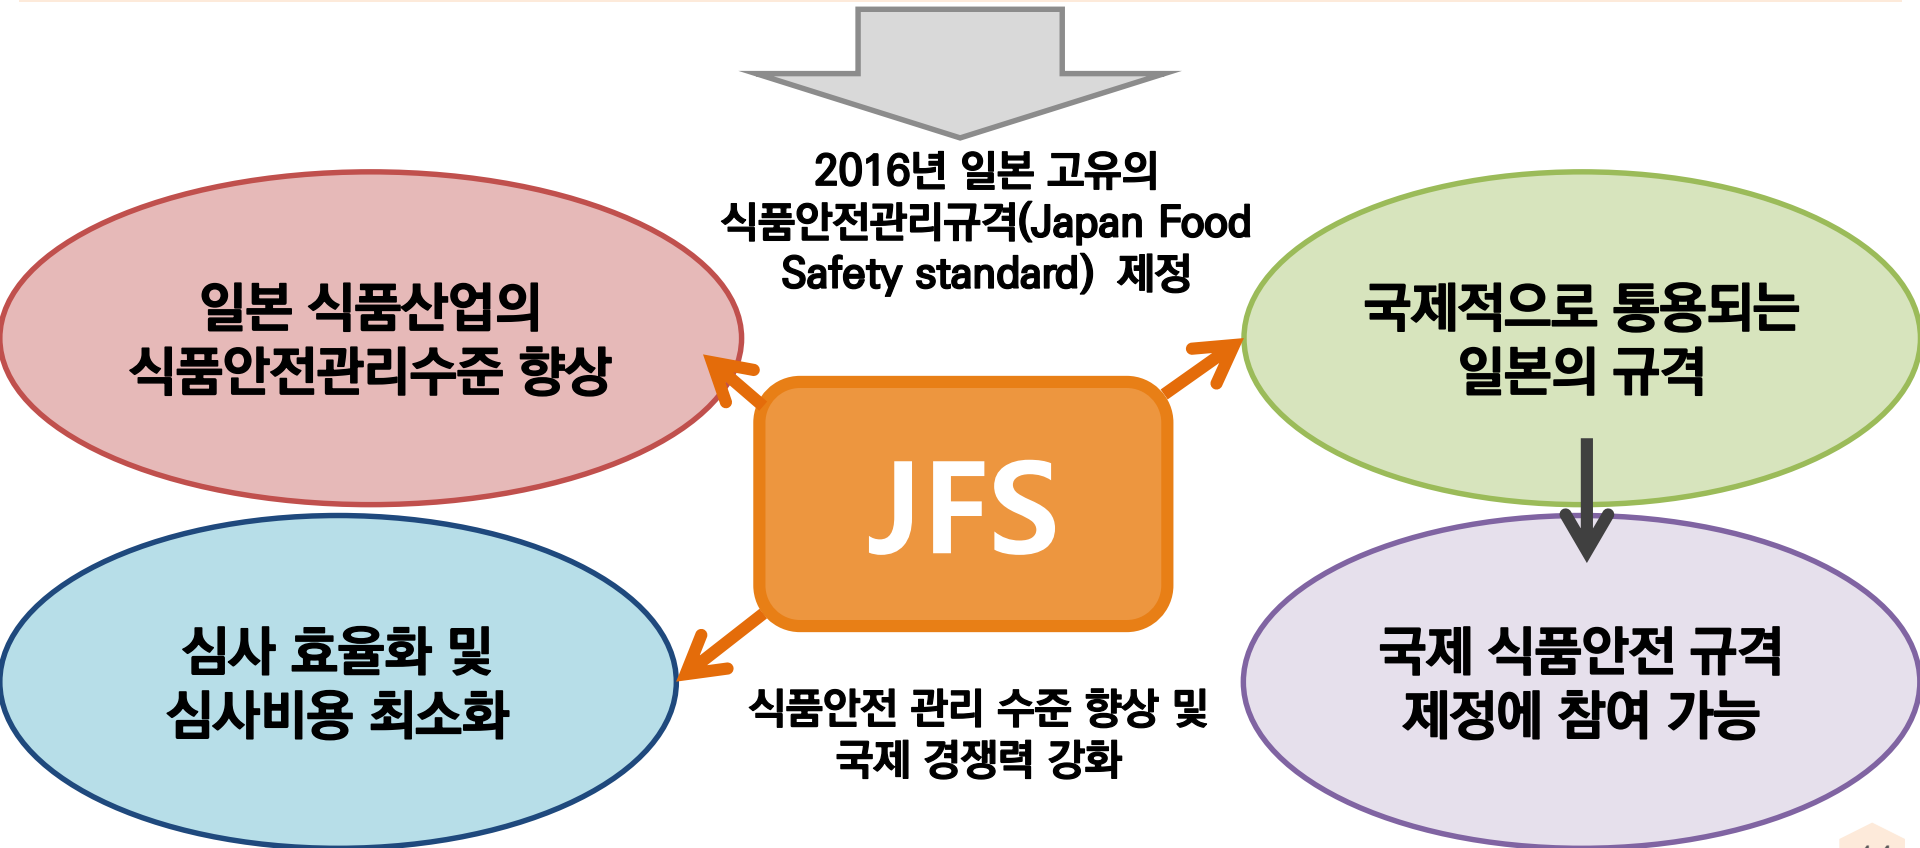 2016년 일본 고유의
식품안전관리규격(Japan Food
Safety standard) 제정
일본 식품산업의
식품안전관리수준 향상
국제적으로 통용되는
일본의 규격
JFS
심사 효율화 및
심사비용 최소화
식품안전 관리 수준 향상 및
국제 경쟁력 강화
국제 식품안전 규격
제정에 참여 가능